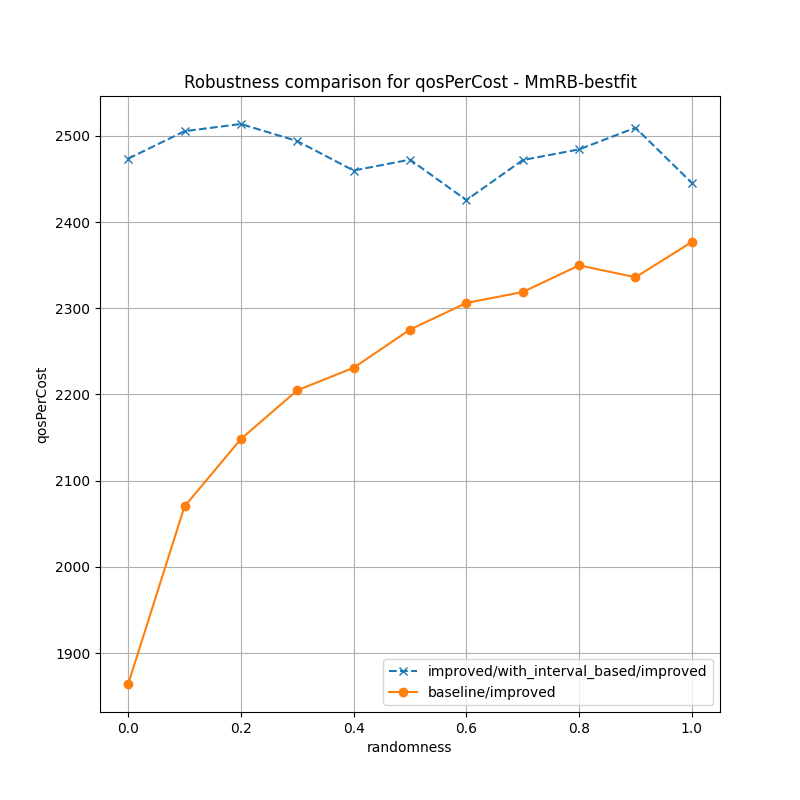 Robustness comparison for qosPerCost - MmRB-bestfit
2500
2400
2300
2200
2100
2000
1900
qosPerCost
improved/with_interval_based/improved
baseline/improved
0.0 0.2 0.4 0.6 0.8 1.0
randomness